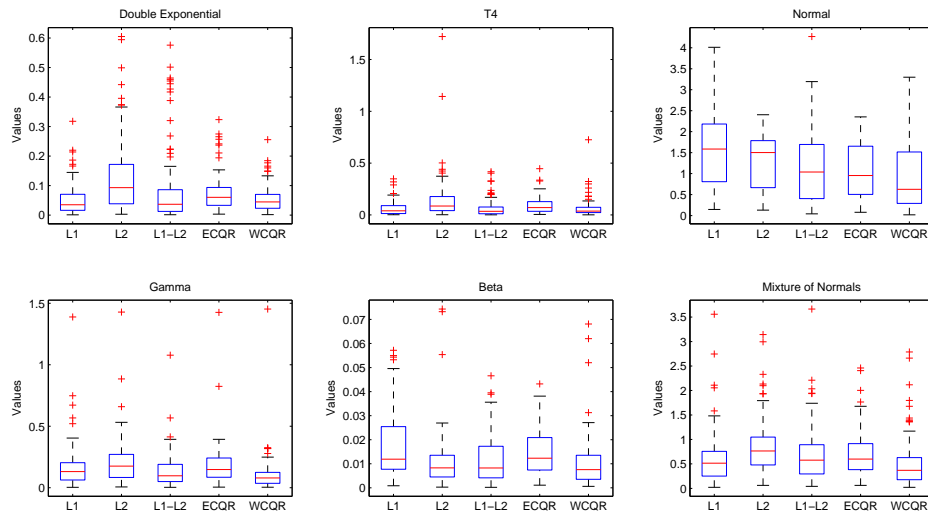 Double Exponential
0.6
0.5
0.4
0.3
0.2
0.1
0
Values
L1 L2 L1−L2 ECQR WCQR
T4
1.5
1
0.5
0
Values
L1 L2 L1−L2 ECQR WCQR
Normal
4
3.5
3
2.5
2
1.5
1
0.5
0
Values
L1 L2 L1−L2 ECQR WCQR
Gamma
1.5
1
0.5
0
Values
L1 L2 L1−L2 ECQR WCQR
Beta
0.07
0.06
0.05
0.04
0.03
0.02
0.01
0
Values
L1 L2 L1−L2 ECQR WCQR
Mixture of Normals
3.5
3
2.5
2
1.5
1
0.5
0
Values
L1 L2 L1−L2 ECQR WCQR